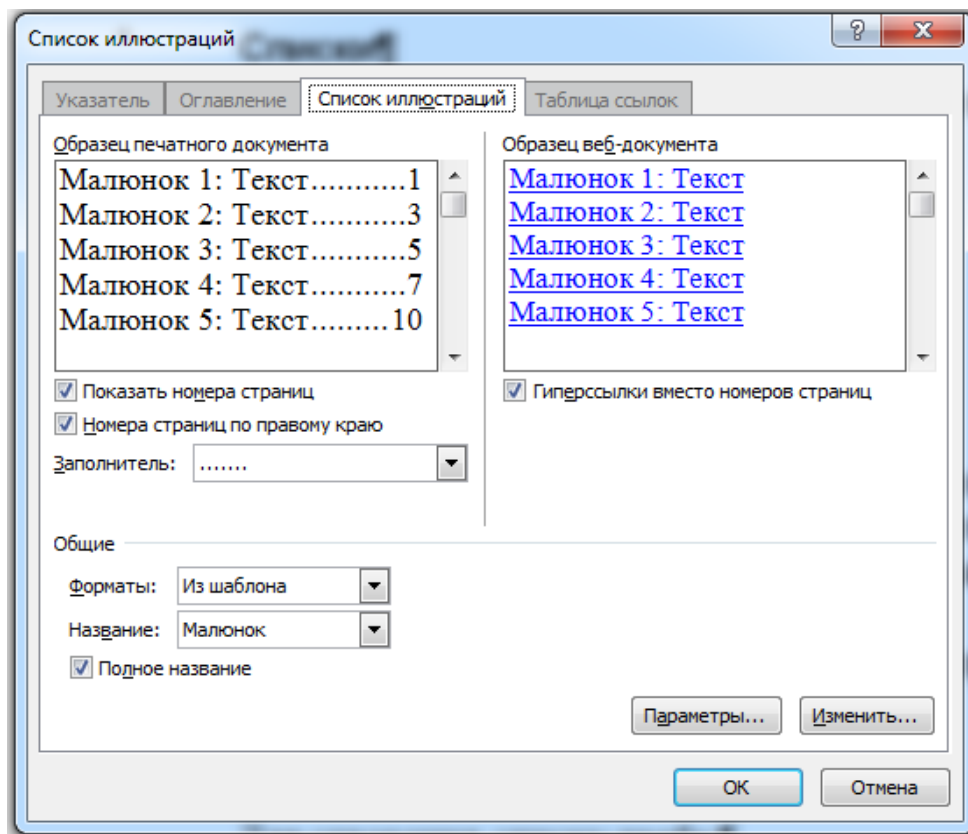 Список иллюстраций
Списки¶
Указатель Оглавление Список иллюстраций Таблица ссылок
Образец печатного документа
Малюнок 1: Текст...........1
Малюнок 2: Текст...........3
Малюнок 3: Текст...........5
Малюнок 4: Текст...........7
Малюнок 5: Текст.........10
Показать номера страниц
Номера страниц по правому краю
Заполнитель: .......
Образец веб-документа
Малюнок 1: Текст
Малюнок 2: Текст
Малюнок 3: Текст
Малюнок 4: Текст
Малюнок 5: Текст
Гиперссылки вместо номеров страниц
Общие
Форматы: Из шаблона
Название: Малюнок
Полное название
Параметры... Изменить...
ОК Отмена